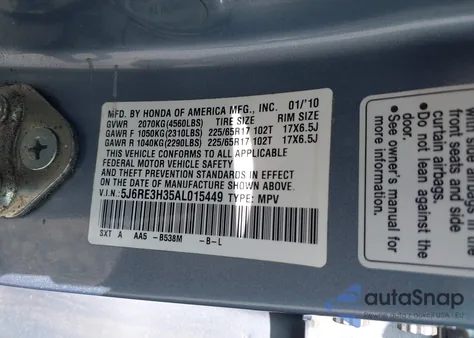 MFD. BY HONDA OF AMERICA MFG., INC. 01/'10
GVWR 2070KG(4560LBS) TIRE SIZE RIM SIZE
GAWR F 1050KG(2310LBS) 225/65R17 102T 17X6.5J
GAWR R 1040KG(2290LBS) 225/65R17 102T 17X6.5J
THIS VEHICLE CONFORMS TO ALL APPLICABLE
FEDERAL MOTOR VEHICLE SAFETY
AND THEFT PREVENTION STANDARDS IN
EFFECT ON THE DATE OF
MANUFACTURE SHOWN ABOVE.
V.I.N.: 5J6RE3H35AL015449 TYPE: MPV
SXT A AA5 -B538M -B-L
system in the
front seats and
side
curtain airbags.
• Do not lean
against the door.
• See owner's
manual for
more info
autoSnap